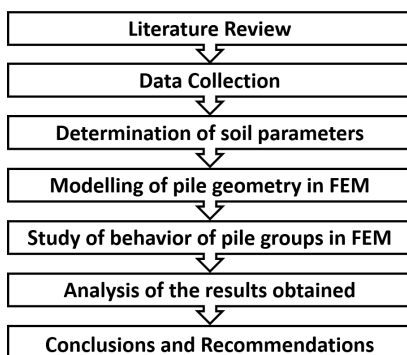 Literature Review
Data Collection
Determination of soil parameters
Modelling of pile geometry in FEM
Study of behavior of pile groups in FEM
Analysis of the results obtained
Conclusions and Recommendations